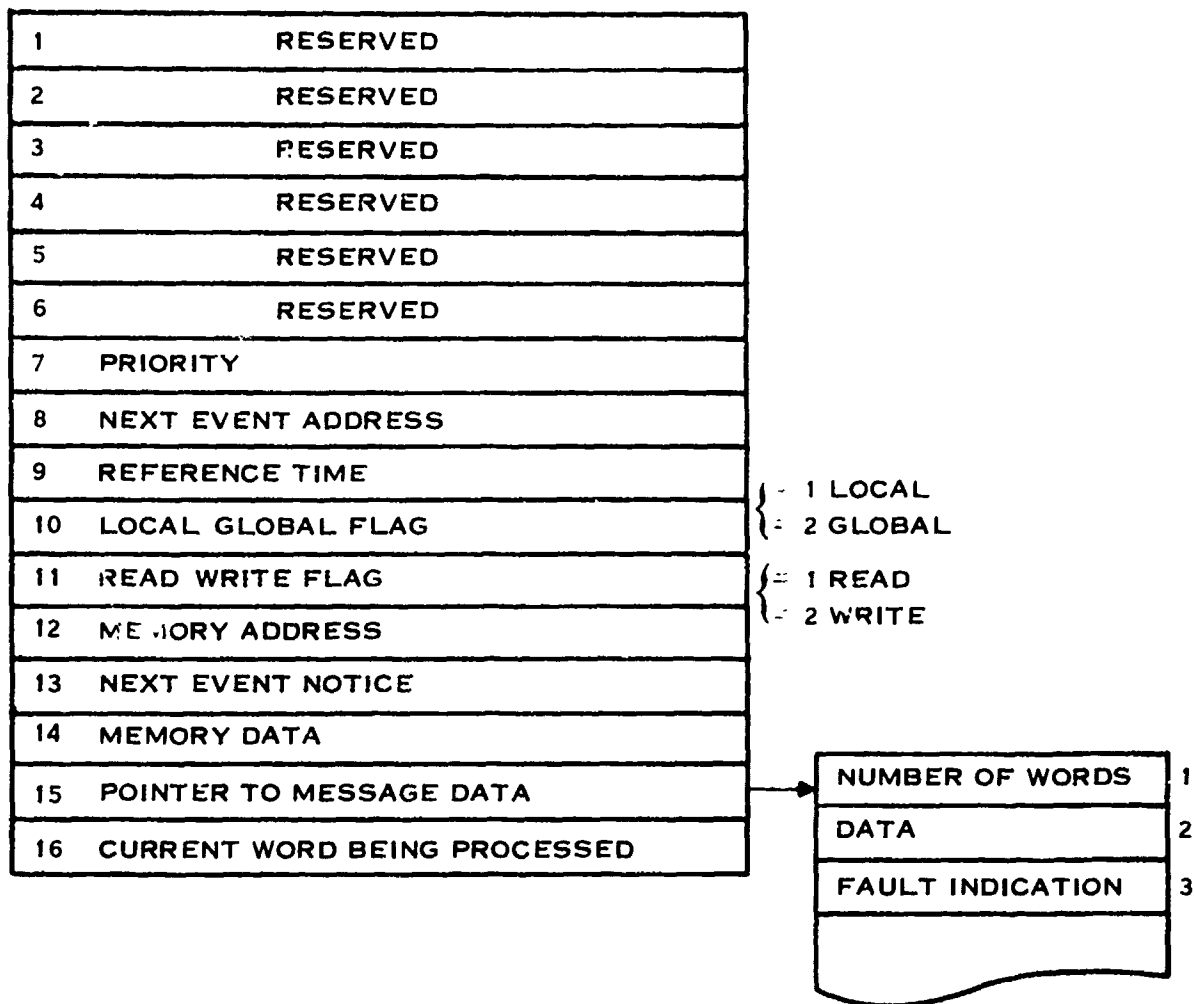 1 RESERVED
2 RESERVED
3 RESERVED
4 RESERVED
5 RESERVED
6 RESERVED
7 PRIORITY
8 NEXT EVENT ADDRESS
9 REFERENCE TIME
= 1 LOCAL
10 LOCAL GLOBAL FLAG
= 2 GLOBAL
11 READ WRITE FLAG
= 1 READ
= 2 WRITE
12 MEMORY ADDRESS
13 NEXT EVENT NOTICE
14 MEMORY DATA
15 POINTER TO MESSAGE DATA
16 CURRENT WORD BEING PROCESSED
NUMBER OF WORDS 1
DATA 2
FAULT INDICATION 3